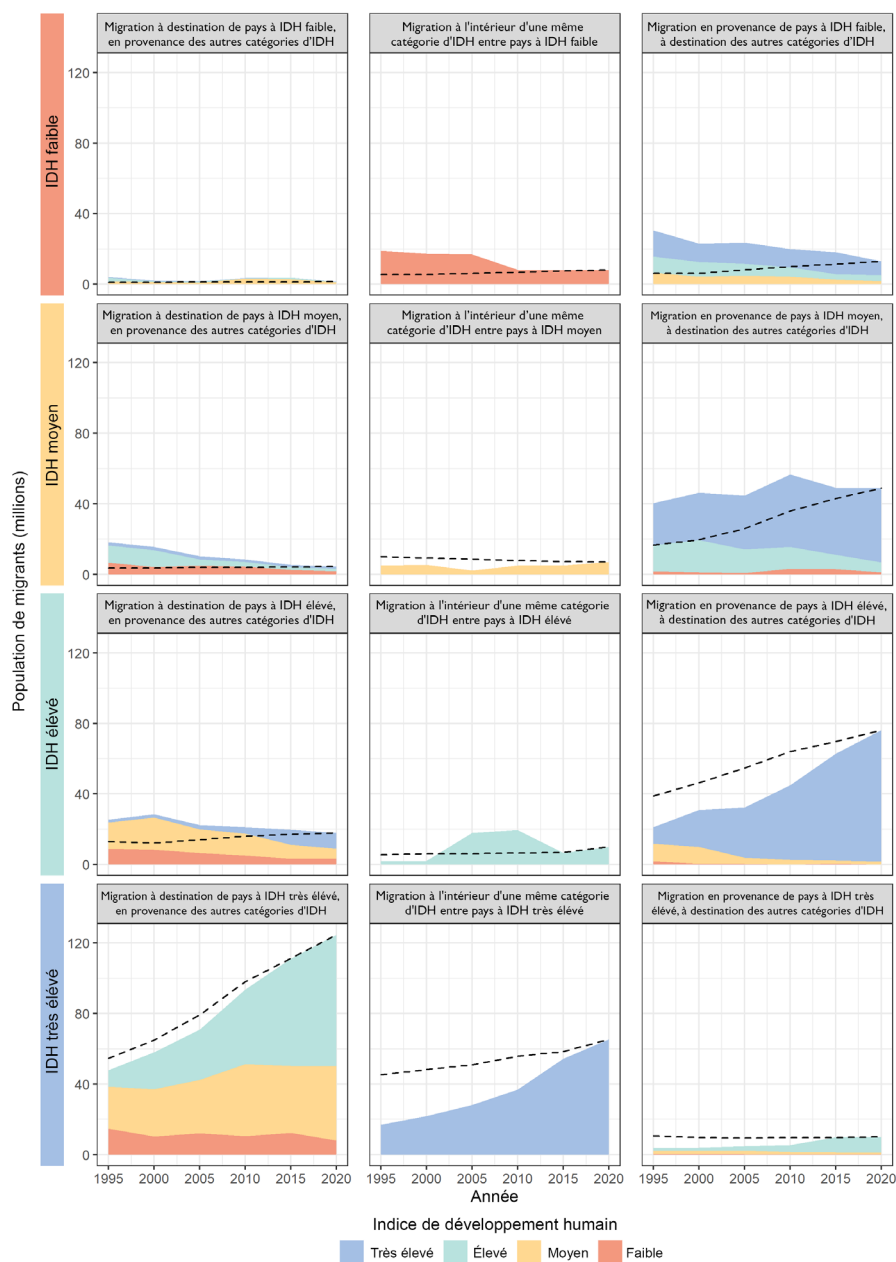 Migration à destination de pays à IDH faible,
en provenance des autres catégories d'IDH
Migration à l'intérieur d'une même
catégorie d'IDH entre pays à IDH faible
Migration en provenance de pays à IDH faible,
à destination des autres catégories d'IDH
IDH faible
120
80
40
0
Migration à destination de pays à IDH moyen,
en provenance des autres catégories d'IDH
Migration à l'intérieur d'une même
catégorie d'IDH entre pays à IDH moyen
Migration en provenance de pays à IDH moyen,
à destination des autres catégories d'IDH
IDH moyen
120
80
40
0
Population de migrants (millions)
Migration à destination de pays à IDH élévé,
en provenance des autres catégories d'IDH
Migration à l'intérieur d'une même catégorie
d'IDH entre pays à IDH élévé
Migration en provenance de pays à IDH élévé,
à destination des autres catégories d'IDH
IDH élévé
120
80
40
0
Migration à destination de pays à IDH très élévé,
en provenance des autres catégories d'IDH
Migration à l'intérieur d'une même catégorie
d'IDH entre pays à IDH très élévé
Migration en provenance de pays à IDH très
élévé, à destination des autres catégories d'IDH
IDH très élévé
120
80
40
0
1995 2000 2005 2010 2015 2020
1995 2000 2005 2010 2015 2020
1995 2000 2005 2010 2015 2020
Année
Indice de développement humain
Très élevé Élevé Moyen Faible